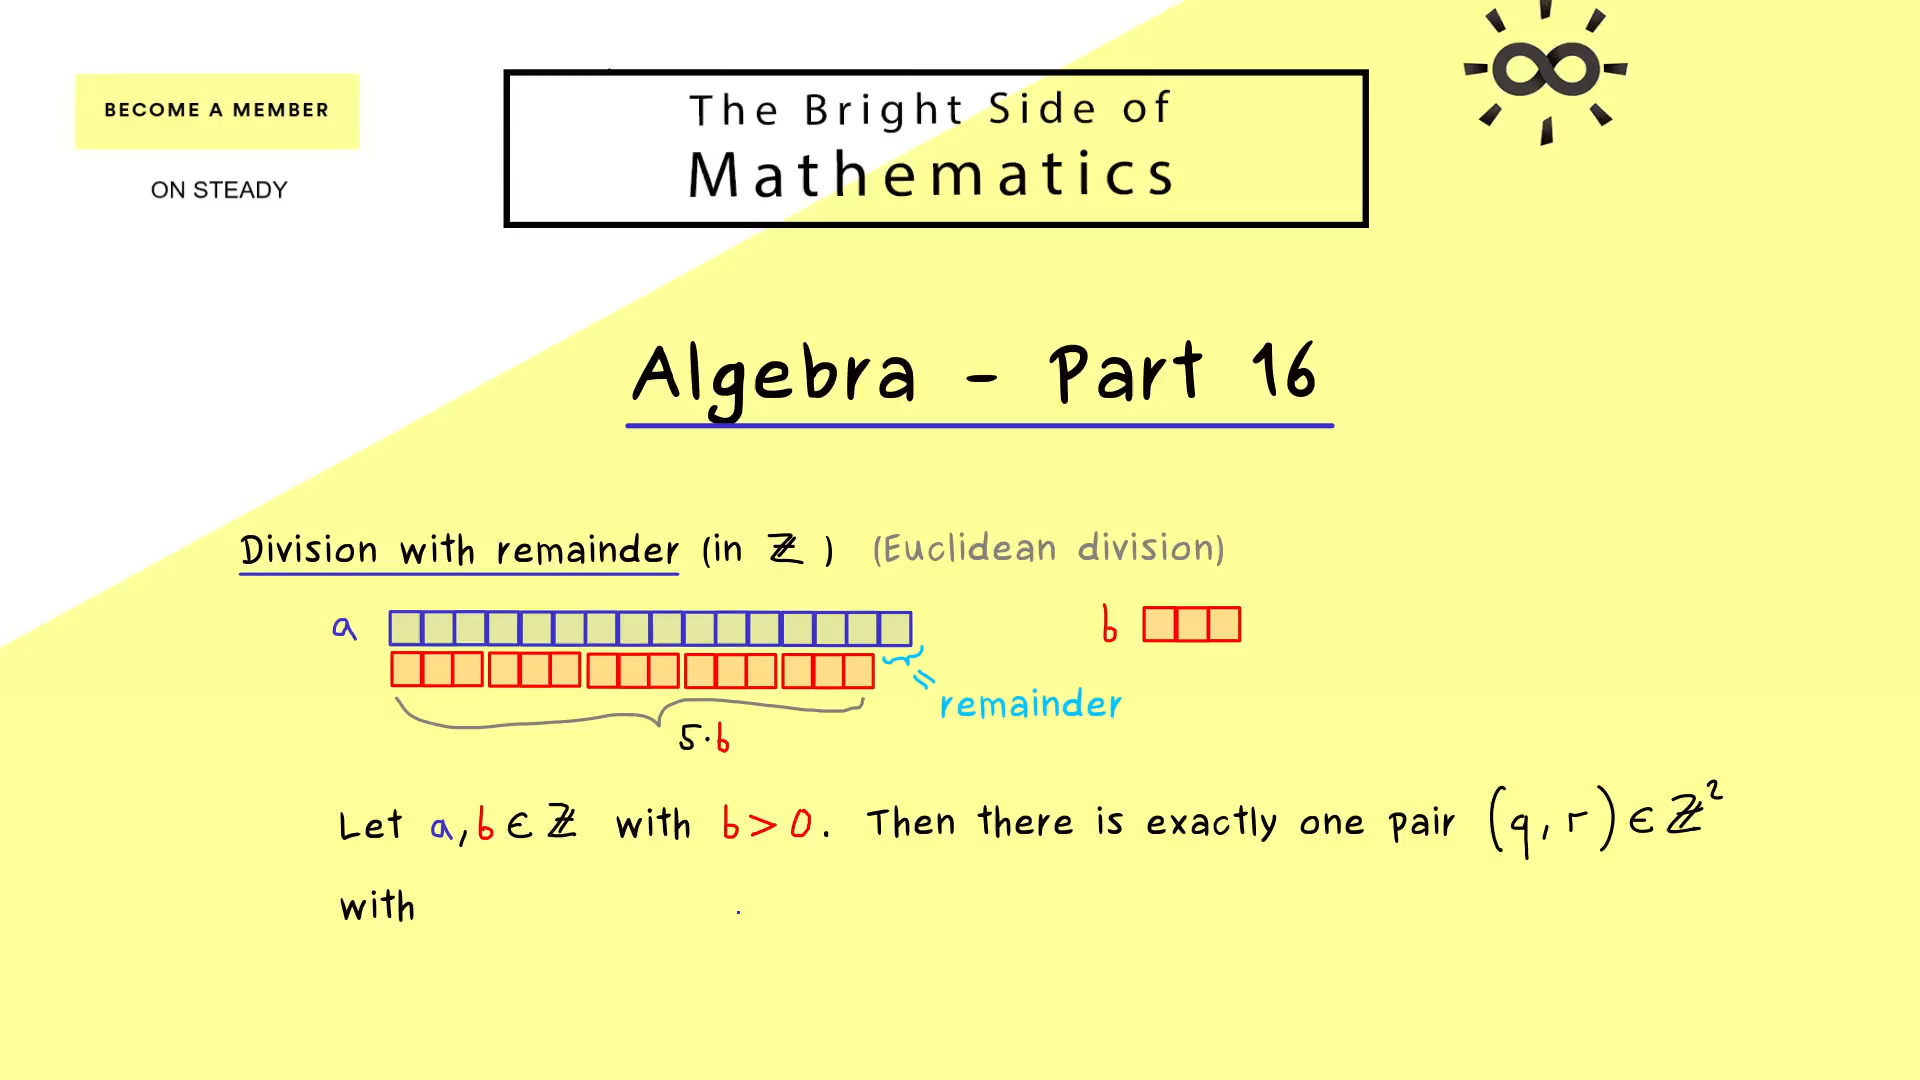 BECOME A MEMBER
ON STEADY
The Bright Side of
Mathematics
Algebra - Part 16
Division with remainder (in ℤ) (Euclidean division)
a
b
= remainder
5·b
Let a, b ∈ ℤ with b > 0. Then there is exactly one pair (q, r) ∈ ℤ²
with